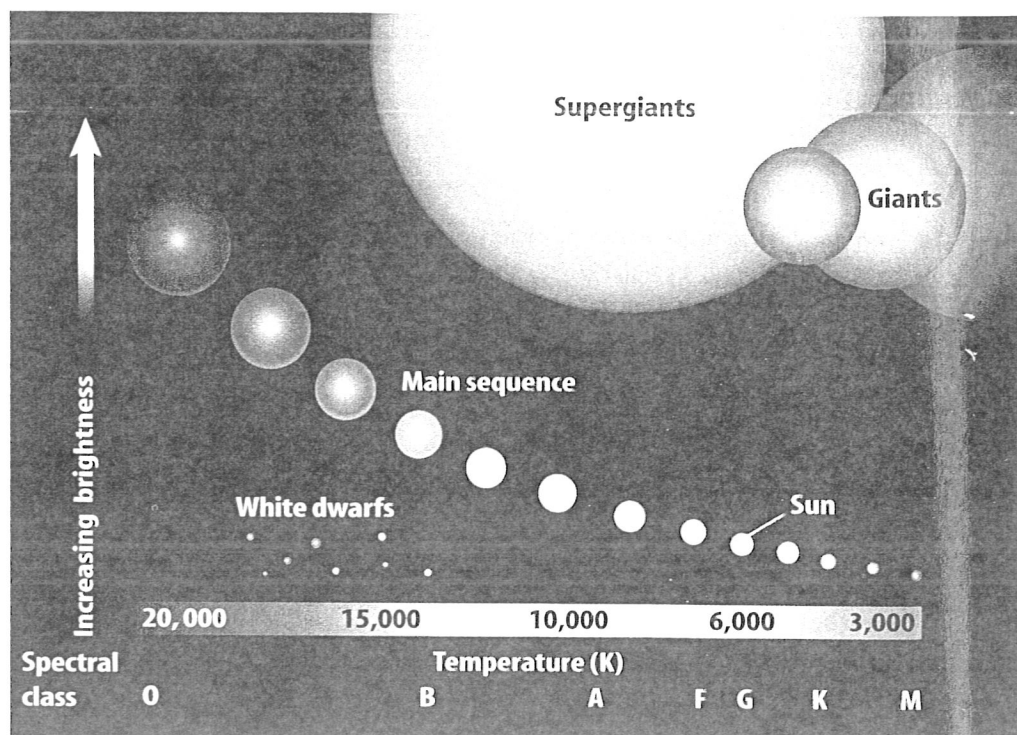 Supergiants
Giants
Increasing brightness
Main sequence
White dwarfs
Sun
20,000 15,000 10,000 6,000 3,000
Spectral Temperature (K)
class O B A F G K M